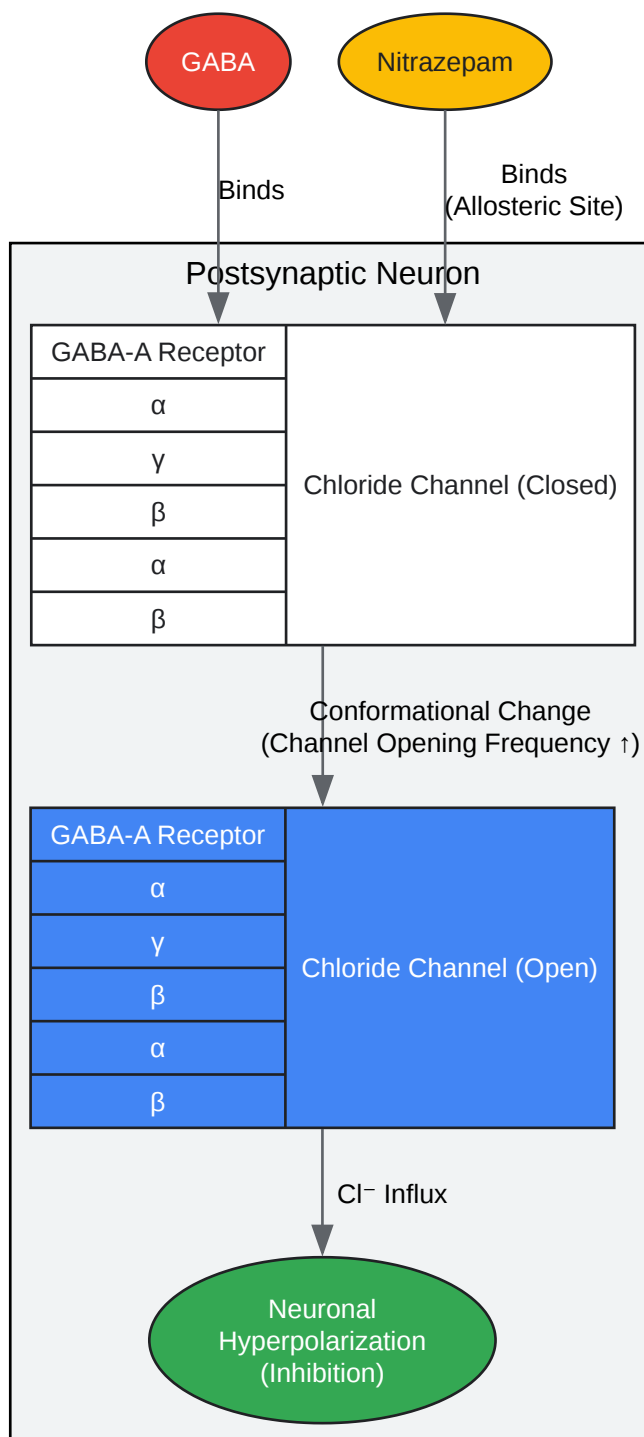 GABA
Nitrazepam
Binds
Binds
(Allosteric Site)
Postsynaptic Neuron
GABA-A Receptor
α
γ
β
α
β
Chloride Channel (Closed)
Conformational Change
(Channel Opening Frequency ↑)
GABA-A Receptor
α
γ
β
α
β
Chloride Channel (Open)
Cl⁻ Influx
Neuronal
Hyperpolarization
(Inhibition)